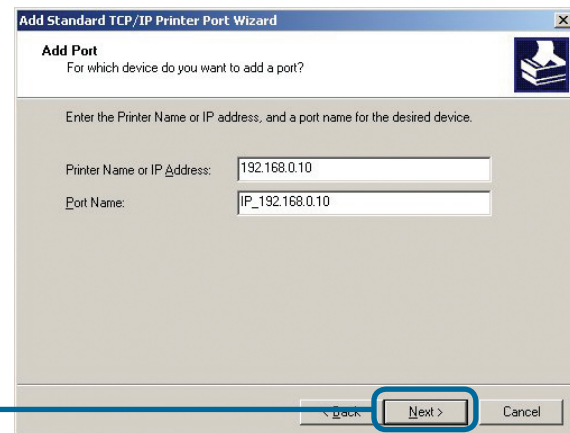 Add Standard TCP/IP Printer Port Wizard
Add Port
For which device do you want to add a port?
Enter the Printer Name or IP address, and a port name for the desired device.
Printer Name or IP Address: 192.168.0.10
Port Name: IP_192.168.0.10
< Back Next > Cancel